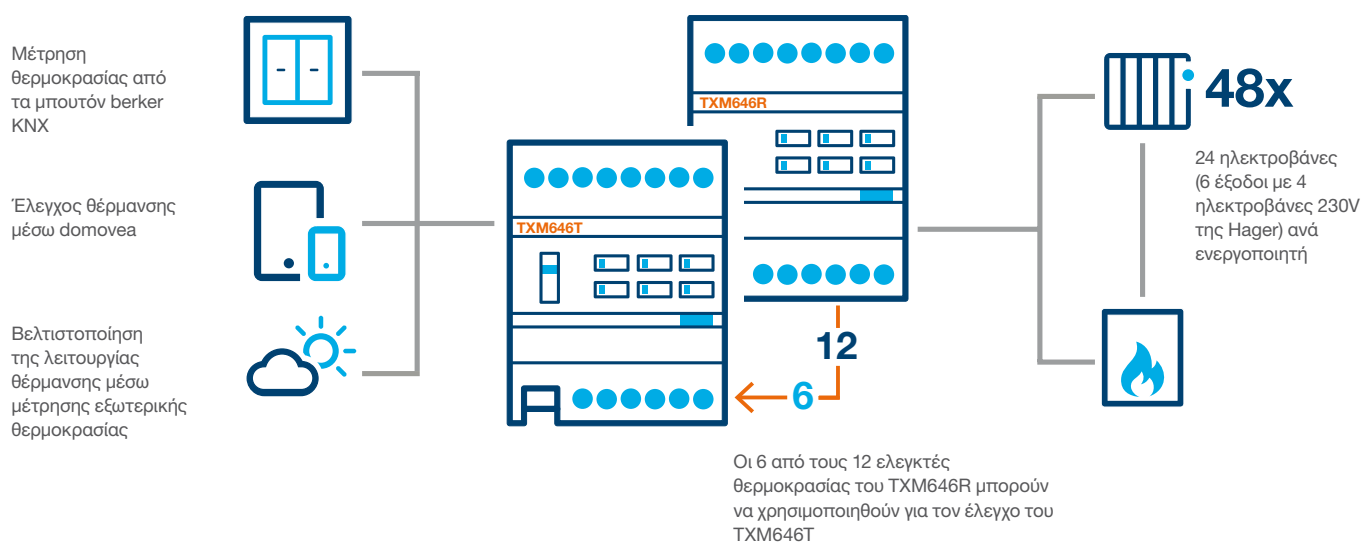 Μέτρηση
θερμοκρασίας από
τα μπουτόν berker
KNX
Έλεγχος θέρμανσης
μέσω domovea
Βελτιστοποίηση
της λειτουργίας
θέρμανσης μέσω
μέτρησης εξωτερικής
θερμοκρασίας
TXM646R
TXM646T
12
6
Οι 6 από τους 12 ελεγκτές
θερμοκρασίας του TXM646R μπορούν
να χρησιμοποιηθούν για τον έλεγχο του
TXM646T
48x
24 ηλεκτροβάνες
(6 έξοδοι με 4
ηλεκτροβάνες 230V
της Hager) ανά
ενεργοποιητή